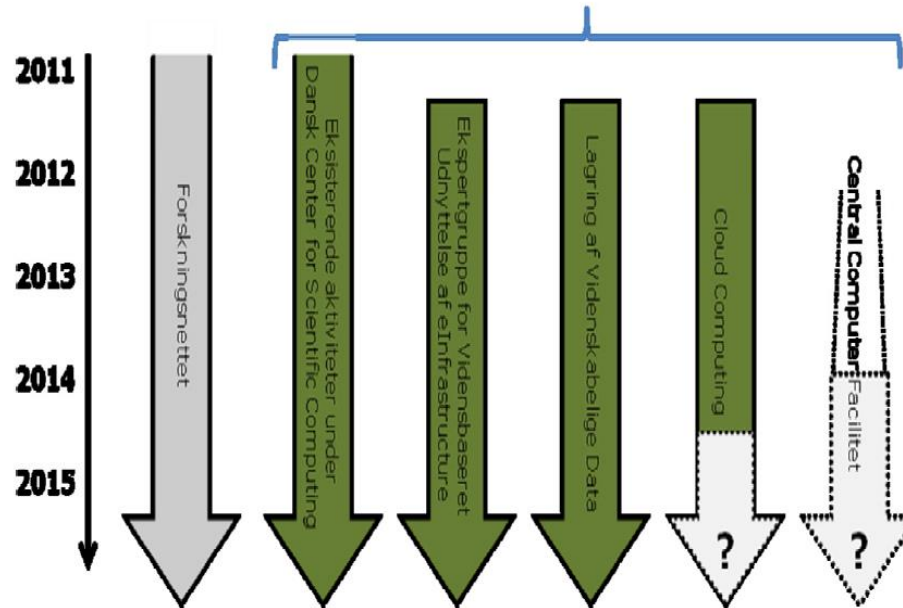 2011
2012
2013
2014
2015
Forskningsnettet
Eksisterende aktiviteter under
Dansk Center for Scientific Computing
Ekspertgruppe for Vidensbaseret
Udnyttelse af eInfrastructure
Lagring af Videnskabelige Data
Cloud Computing
?
Central Computer Facilitet
?